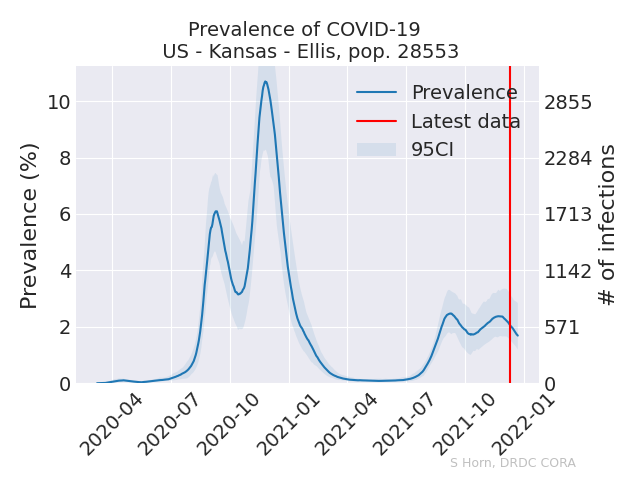 Prevalence of COVID-19
US - Kansas - Ellis, pop. 28553
Prevalence (%)
10
8
6
4
2
0
Prevalence
Latest data
95CI
2855
2284
1713
1142
571
0
# of infections
2020-04
2020-07
2020-10
2021-01
2021-04
2021-07
2021-10
2022-01
S Horn, DRDC CORA